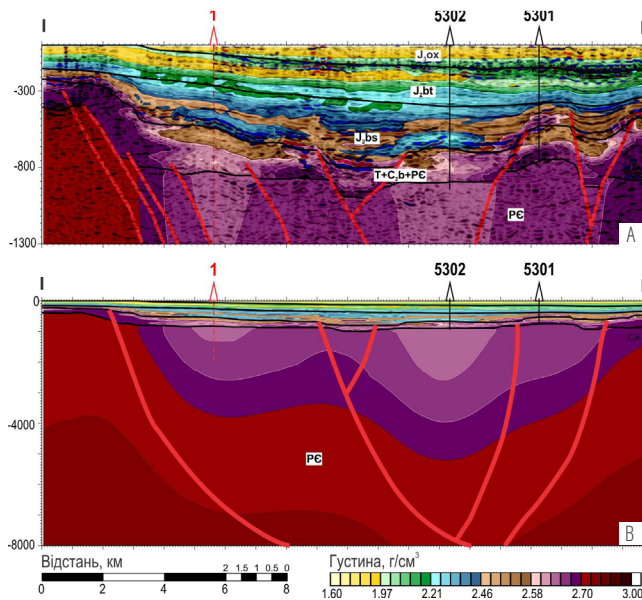 I 1 5302 5301 I
J₃ox
-300
J₂bt
J₂bs
-800
T+C₂b+PЄ
PЄ
-1300
A
I 1 5302 5301 I
0
-4000
PЄ
-8000
B
Відстань, км 2 1.5 1 0.5 0
0 2 4 6 8
Густина, г/см³
1.60 1.97 2.21 2.46 2.58 2.70 3.00